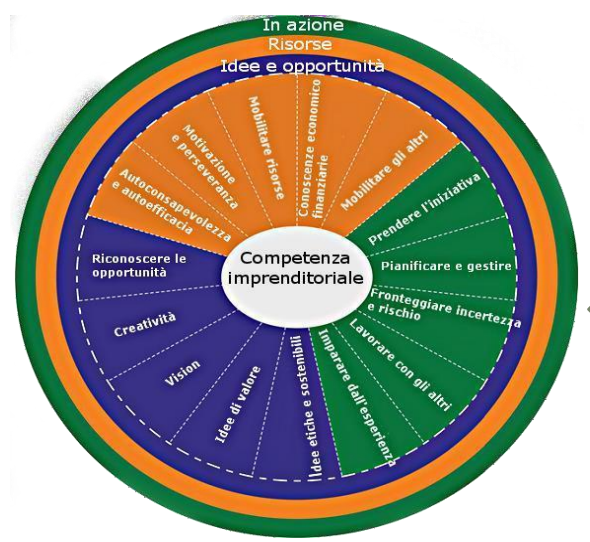 In azione
Risorse
Idee e opportunità
Autoconsapevolezza
e autoefficacia
Motivazione
e perseveranza
Mobilitare risorse
Conoscenze economico
finanziarie
Mobilitare gli altri
Prendere l'iniziativa
Pianificare e gestire
Fronteggiare incertezza
e rischio
Lavorare con gli altri
Imparare dall'esperienza
Idee etiche e sostenibili
Idee di valore
Vision
Creatività
Riconoscere le
opportunità
Competenza
imprenditoriale